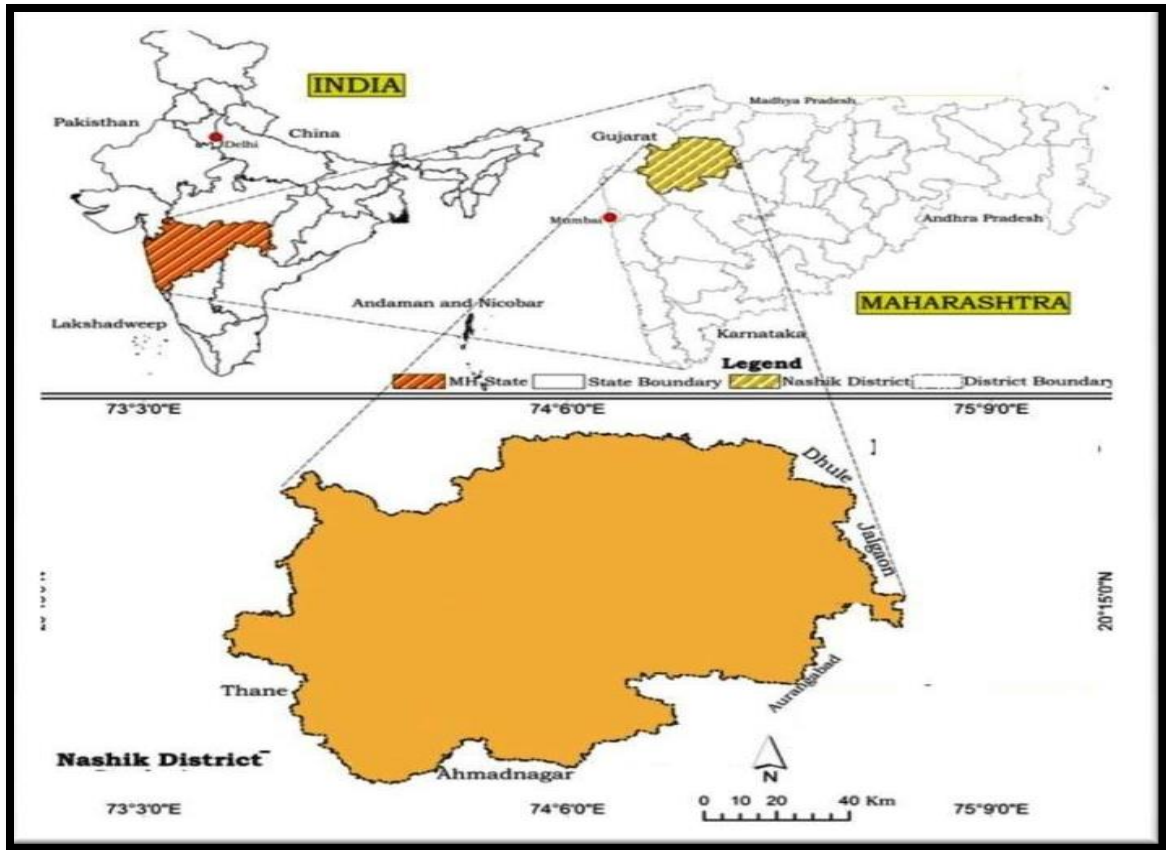 INDIA
Pakisthan
China
Delhi
Lakshadweep
Andaman and Nicobar
Madhya Pradesh
Gujarat
Mumbai
Andhra Pradesh
MAHARASHTRA
Karnataka
Legend
MH State State Boundary Nashik District District Boundary
73°3'0"E 74°6'0"E 75°9'0"E
Dhule
Jalgaon
20°15'0"N
Thane
Aurangabad
Nashik District
Ahmadnagar
N
0 10 20 40 Km
73°3'0"E 74°6'0"E 75°9'0"E